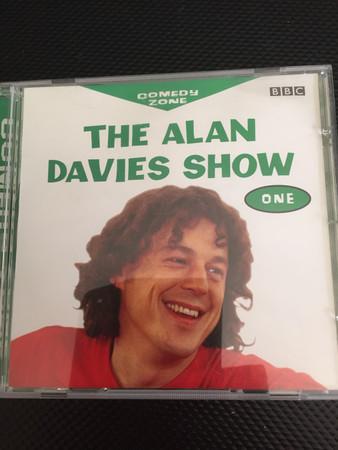 COMEDY
ZONE
BBC
THE ALAN
DAVIES SHOW
ONE